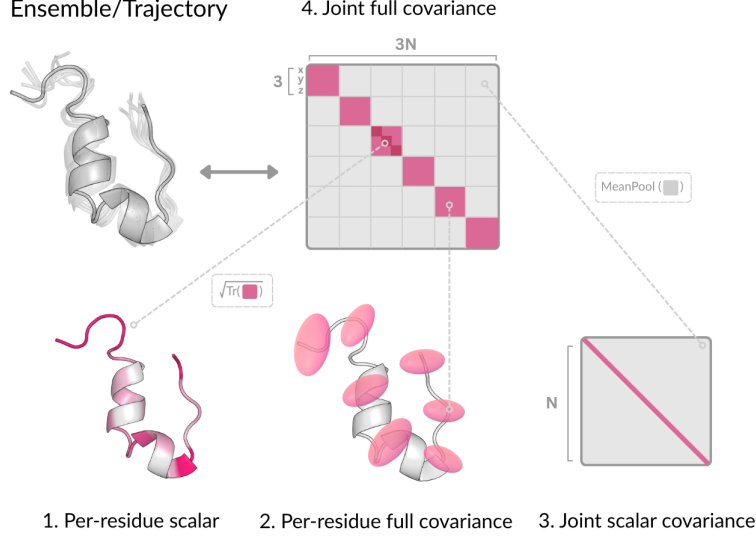 Ensemble/Trajectory
4. Joint full covariance
3N
3
x
y
z
MeanPool ( )
√Tr( )
N
1. Per-residue scalar
2. Per-residue full covariance
3. Joint scalar covariance